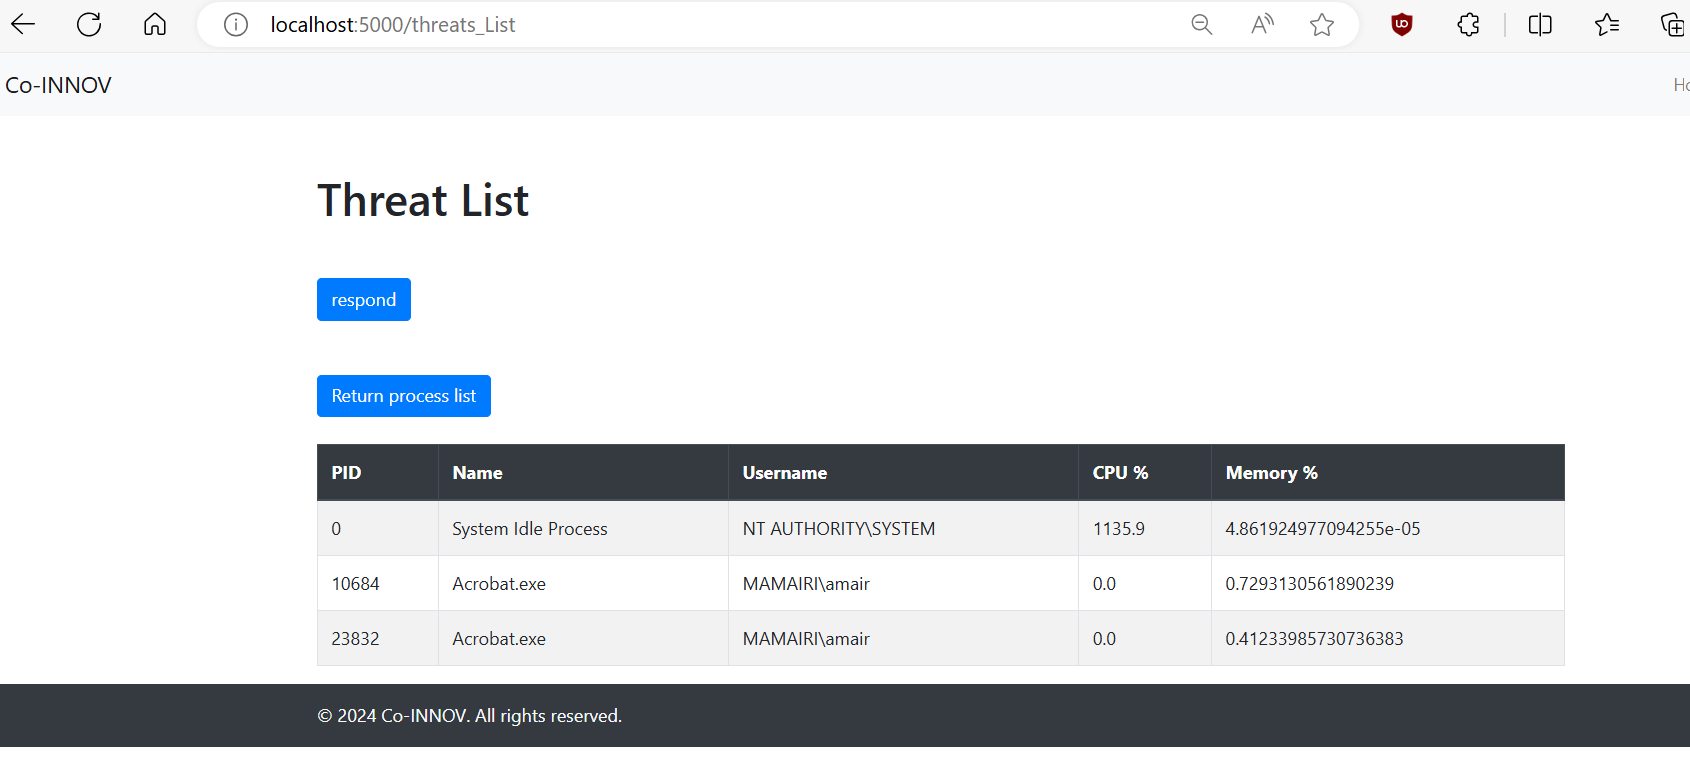 localhost:5000/threats_List
Co-INNOV
Threat List
respond
Return process list
PID Name Username CPU % Memory %
0 System Idle Process NT AUTHORITY\SYSTEM 1135.9 4.861924977094255e-05
10684 Acrobat.exe MAMAIRI\amair 0.0 0.7293130561890239
23832 Acrobat.exe MAMAIRI\amair 0.0 0.41233985730736383
© 2024 Co-INNOV. All rights reserved.